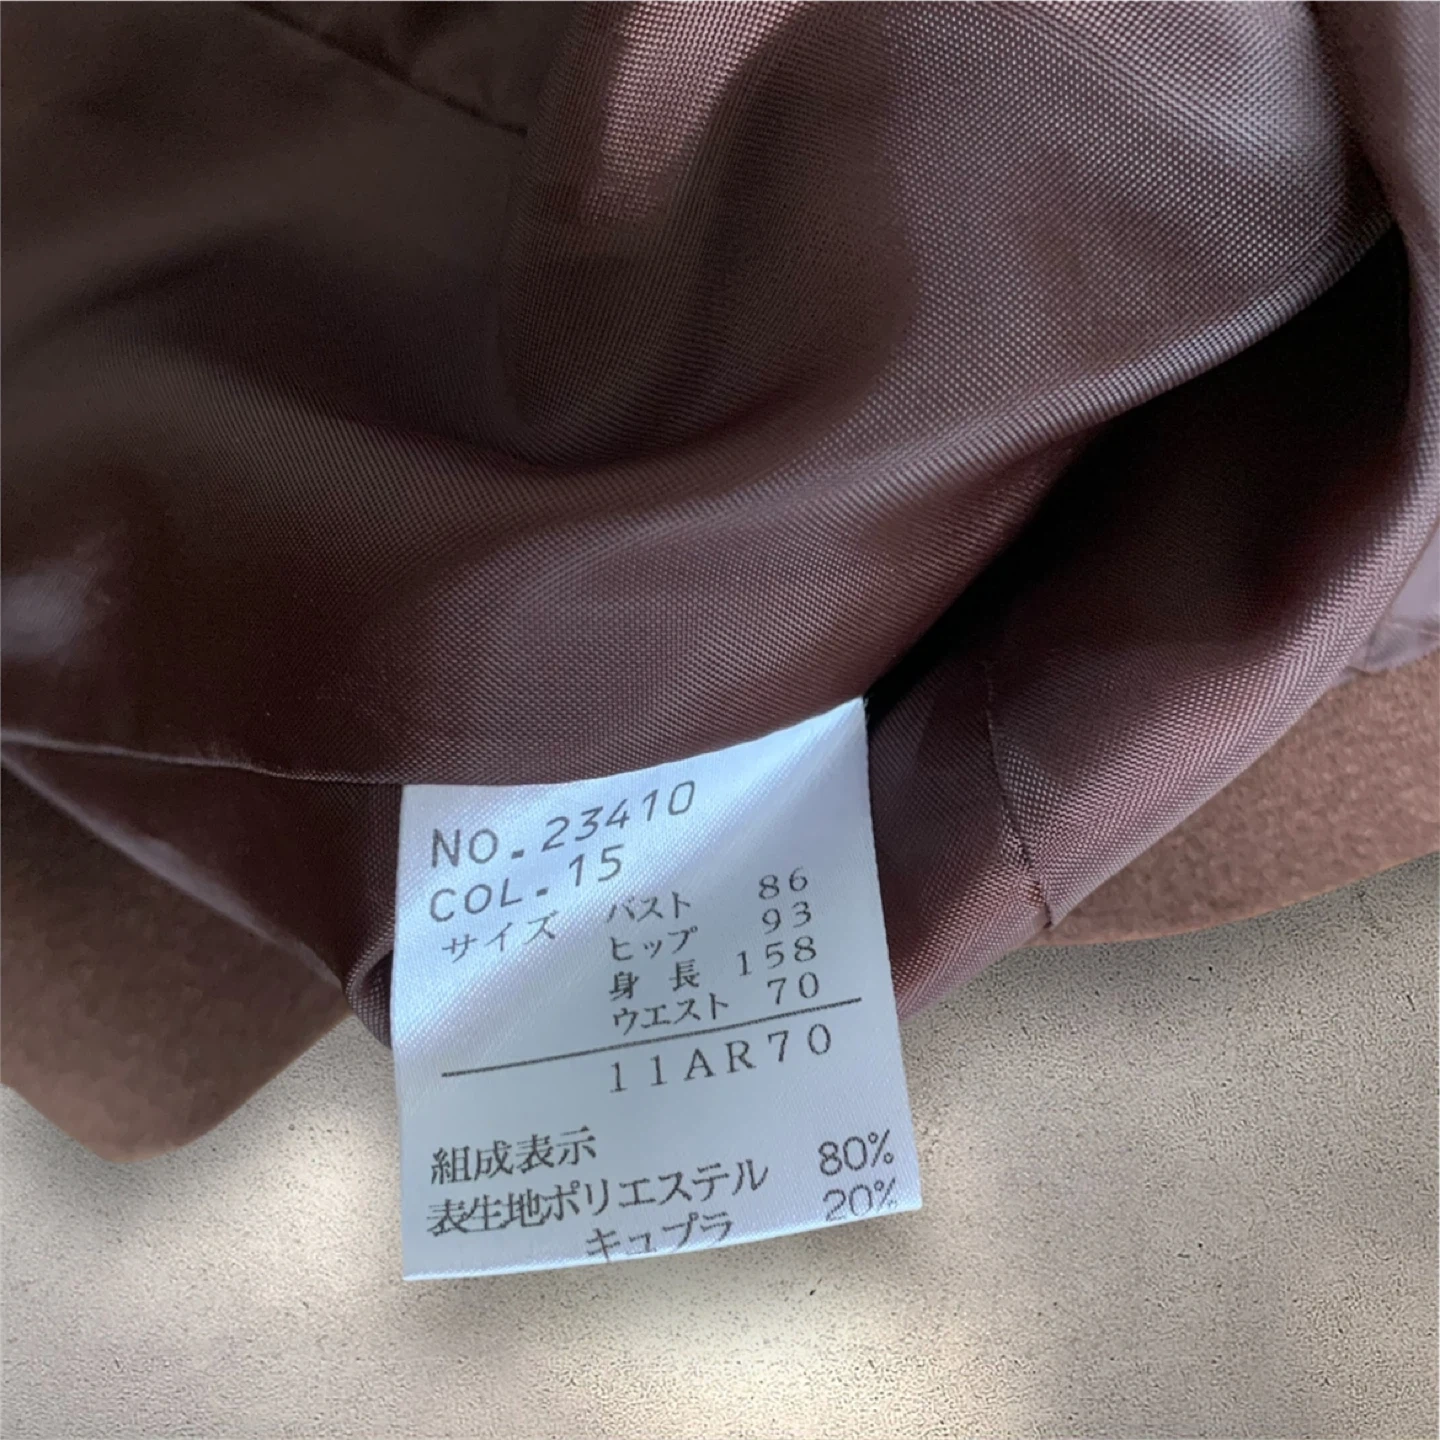 NO.23410
COL.15
サイズ バスト 86
ヒップ 93
身長 158
ウエスト 70
11AR70
組成表示
表生地ポリエステル 80%
キュプラ 20%